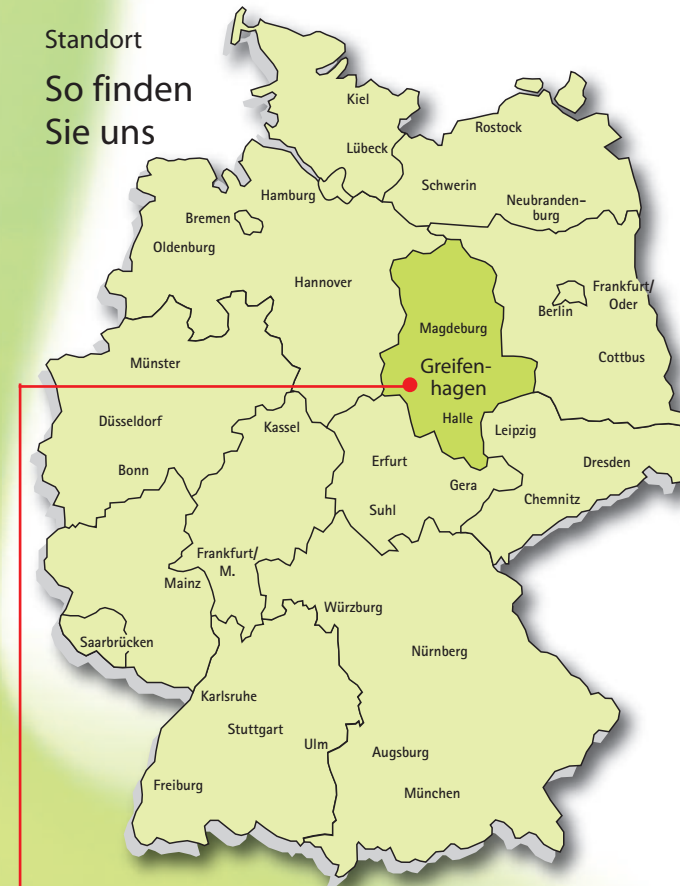 Standort
So finden
Sie uns
Kiel
Rostock
Lübeck
Schwerin
Hamburg
Neubranden-
burg
Bremen
Oldenburg
Hannover
Frankfurt/
Oder
Berlin
Magdeburg
Cottbus
Münster
Greifen-
hagen
Düsseldorf
Kassel
Halle
Leipzig
Bonn
Erfurt
Dresden
Gera
Chemnitz
Suhl
Frankfurt/
M.
Mainz
Würzburg
Saarbrücken
Nürnberg
Karlsruhe
Stuttgart
Ulm
Augsburg
Freiburg
München